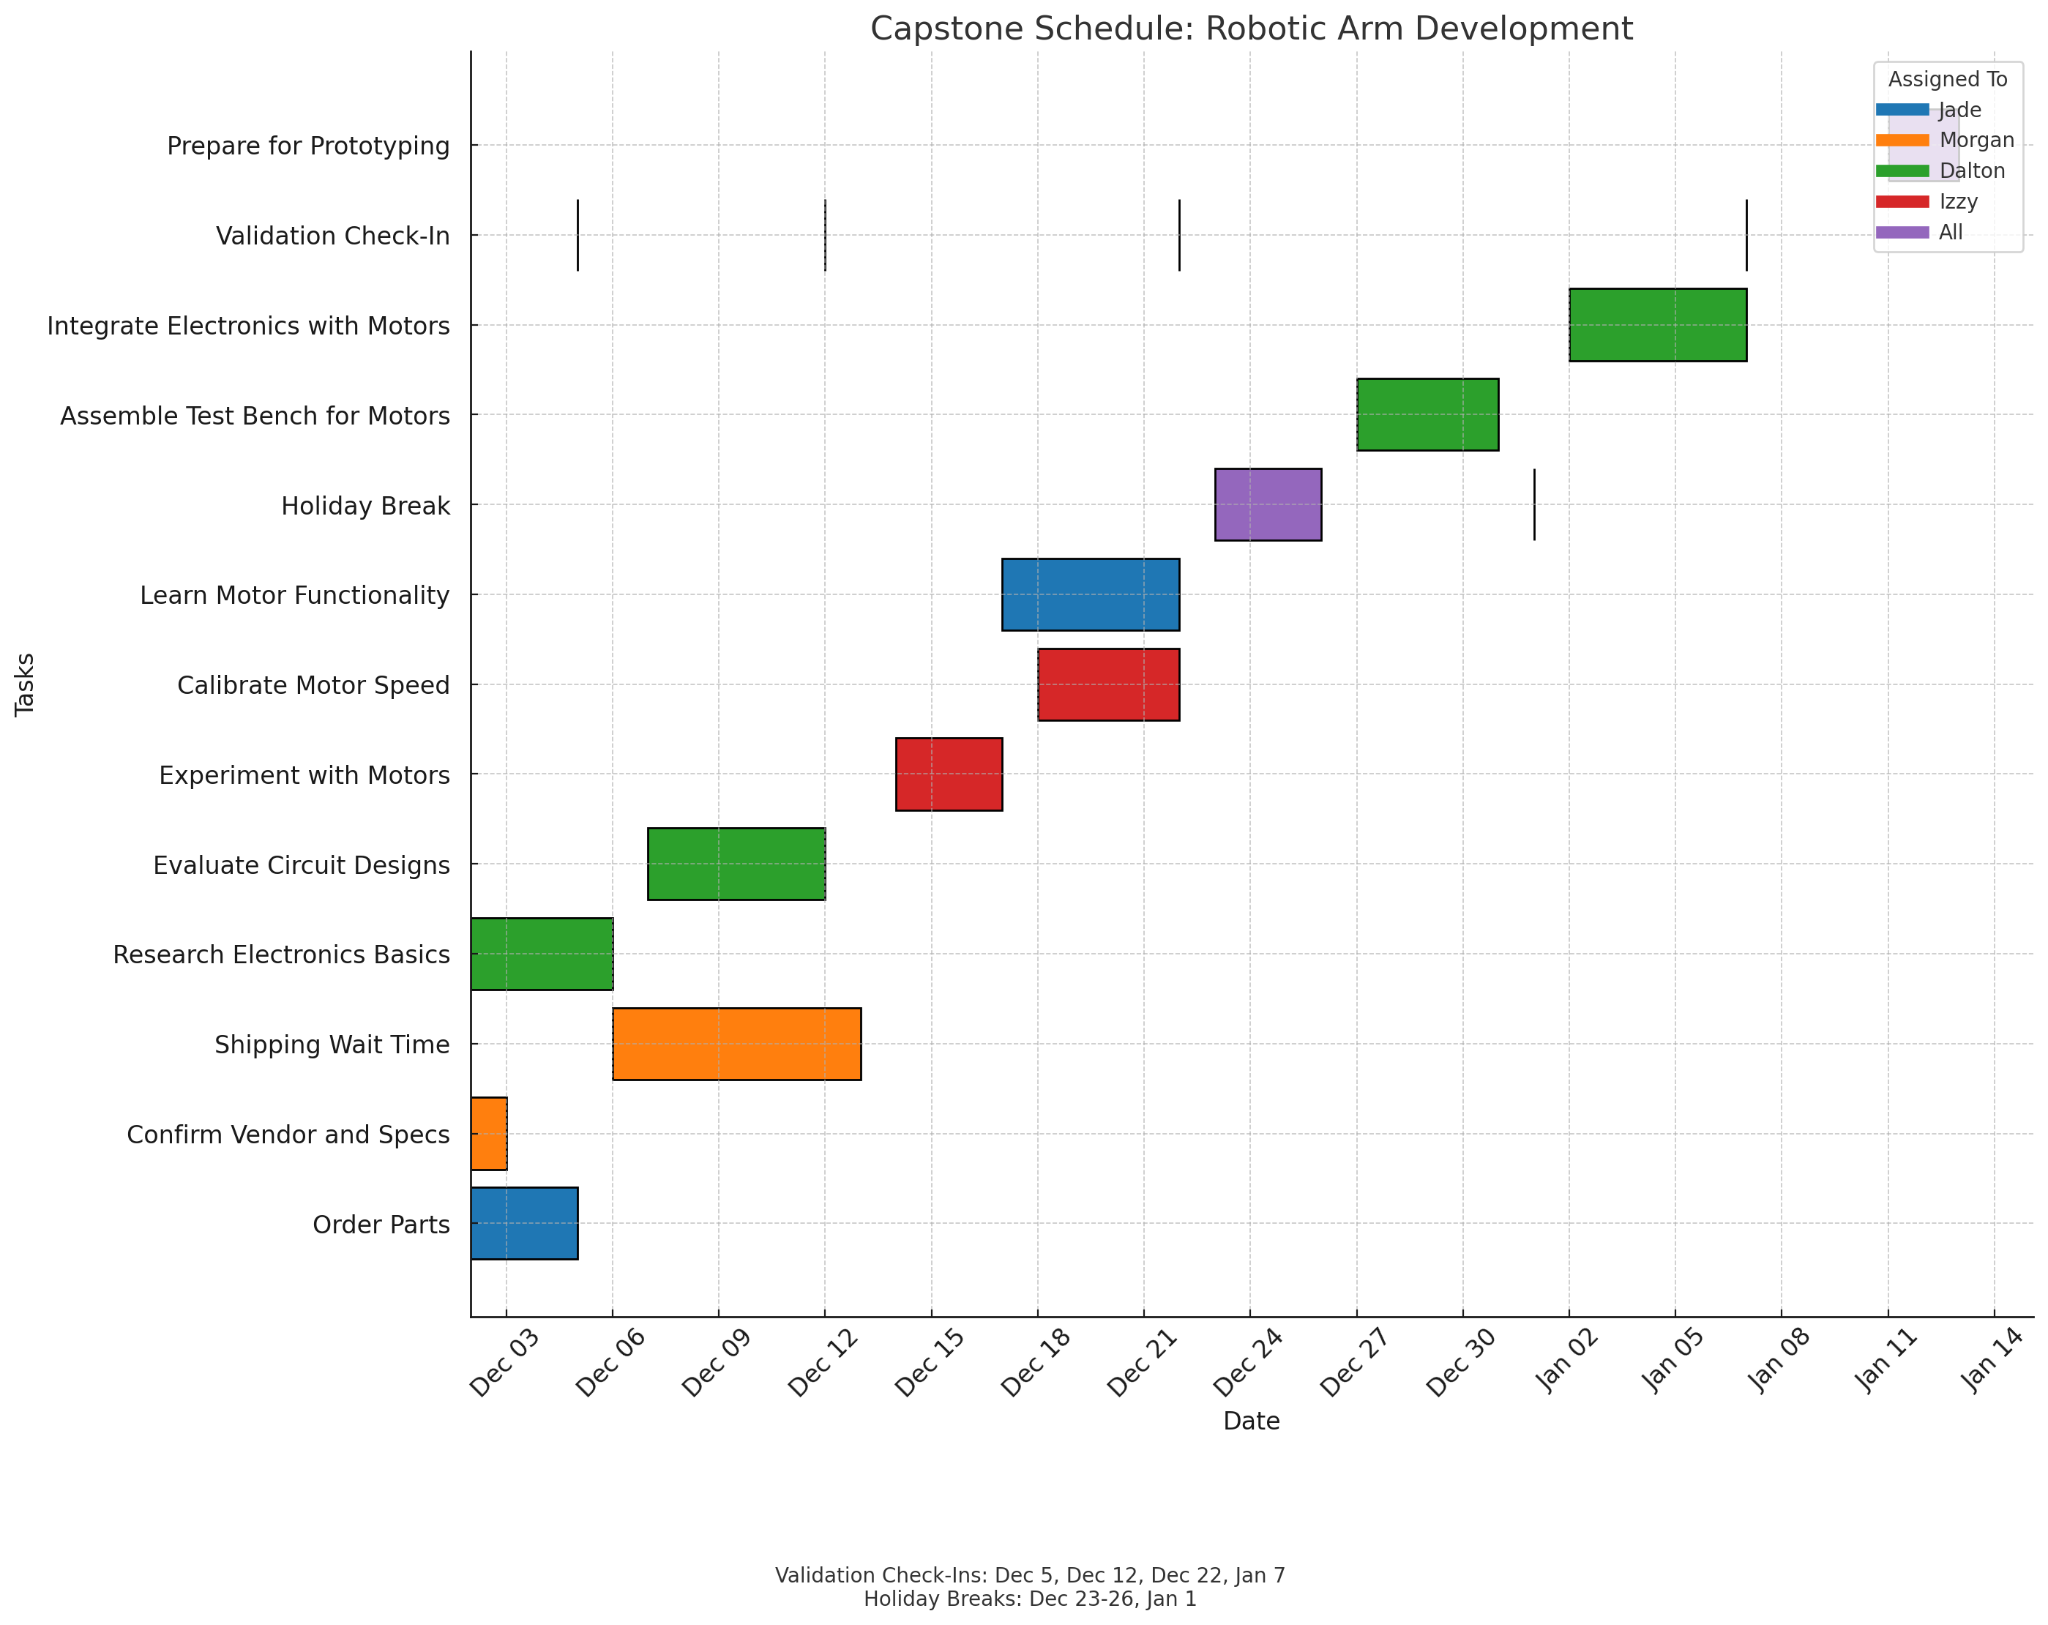 Capstone Schedule: Robotic Arm Development
Assigned To
Jade
Morgan
Dalton
Izzy
All
Prepare for Prototyping
Validation Check-In
Integrate Electronics with Motors
Assemble Test Bench for Motors
Holiday Break
Learn Motor Functionality
Calibrate Motor Speed
Experiment with Motors
Evaluate Circuit Designs
Research Electronics Basics
Shipping Wait Time
Confirm Vendor and Specs
Order Parts
Tasks
Dec 03
Dec 06
Dec 09
Dec 12
Dec 15
Dec 18
Dec 21
Dec 24
Dec 27
Dec 30
Jan 02
Jan 05
Jan 08
Jan 11
Jan 14
Date
Validation Check-Ins: Dec 5, Dec 12, Dec 22, Jan 7
Holiday Breaks: Dec 23-26, Jan 1